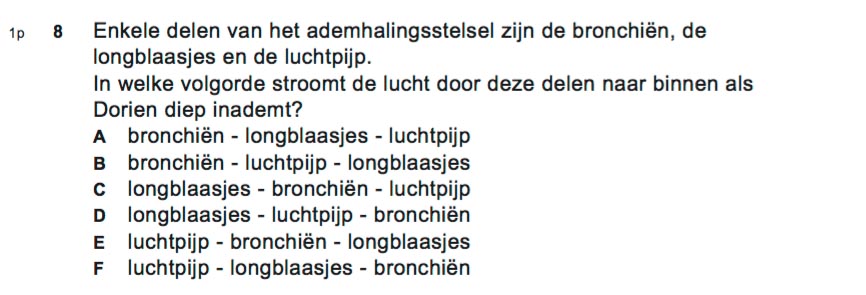 1p 8 Enkele delen van het ademhalingsstelsel zijn de bronchiën, de
longblaasjes en de luchtpijp.
In welke volgorde stroomt de lucht door deze delen naar binnen als
Dorien diep inademt?
A bronchiën - longblaasjes - luchtpijp
B bronchiën - luchtpijp - longblaasjes
C longblaasjes - bronchiën - luchtpijp
D longblaasjes - luchtpijp - bronchiën
E luchtpijp - bronchiën - longblaasjes
F luchtpijp - longblaasjes - bronchiën